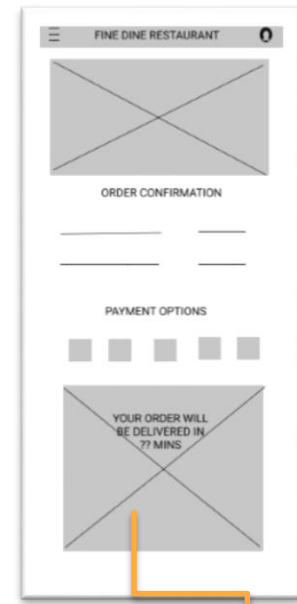 FINE DINE RESTAURANT
ORDER CONFIRMATION
PAYMENT OPTIONS
YOUR ORDER WILL
BE DELIVERED IN
?? MINS